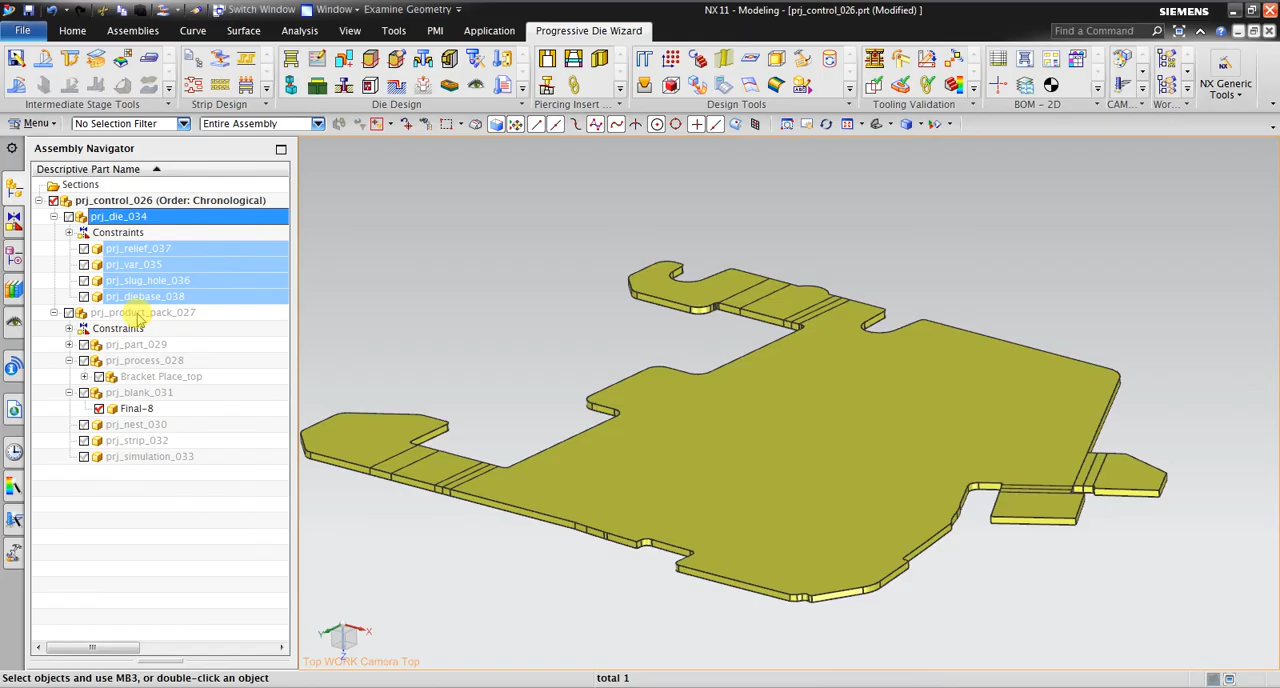 Switch Window Window Examine Geometry
NX 11 - Modeling - [prj_control_026.prt (Modified) ]
SIEMENS
File Home Assemblies Curve Surface Analysis View Tools PMI Application Progressive Die Wizard
Find a Command
NX Generic
Tools
Intermediate Stage Tools Strip Design Die Design Piercing Insert ... Design Tools Tooling Validation BOM - 2D CAM... Wor...
Menu No Selection Filter Entire Assembly
Assembly Navigator
Descriptive Part Name
Sections
prj_control_026 (Order: Chronological)
prj_die_034
Constraints
prj_relief_037
prj_var_035
prj_slug_hole_036
prj_diebase_038
prj_product_pack_027
Constraints
prj_part_029
prj_process_028
Bracket Place_top
prj_blank_031
Final-8
prj_nest_030
prj_strip_032
prj_simulation_033
Y X
Z
Top WORK Camera Top
Select objects and use MB3, or double-click an object
total 1